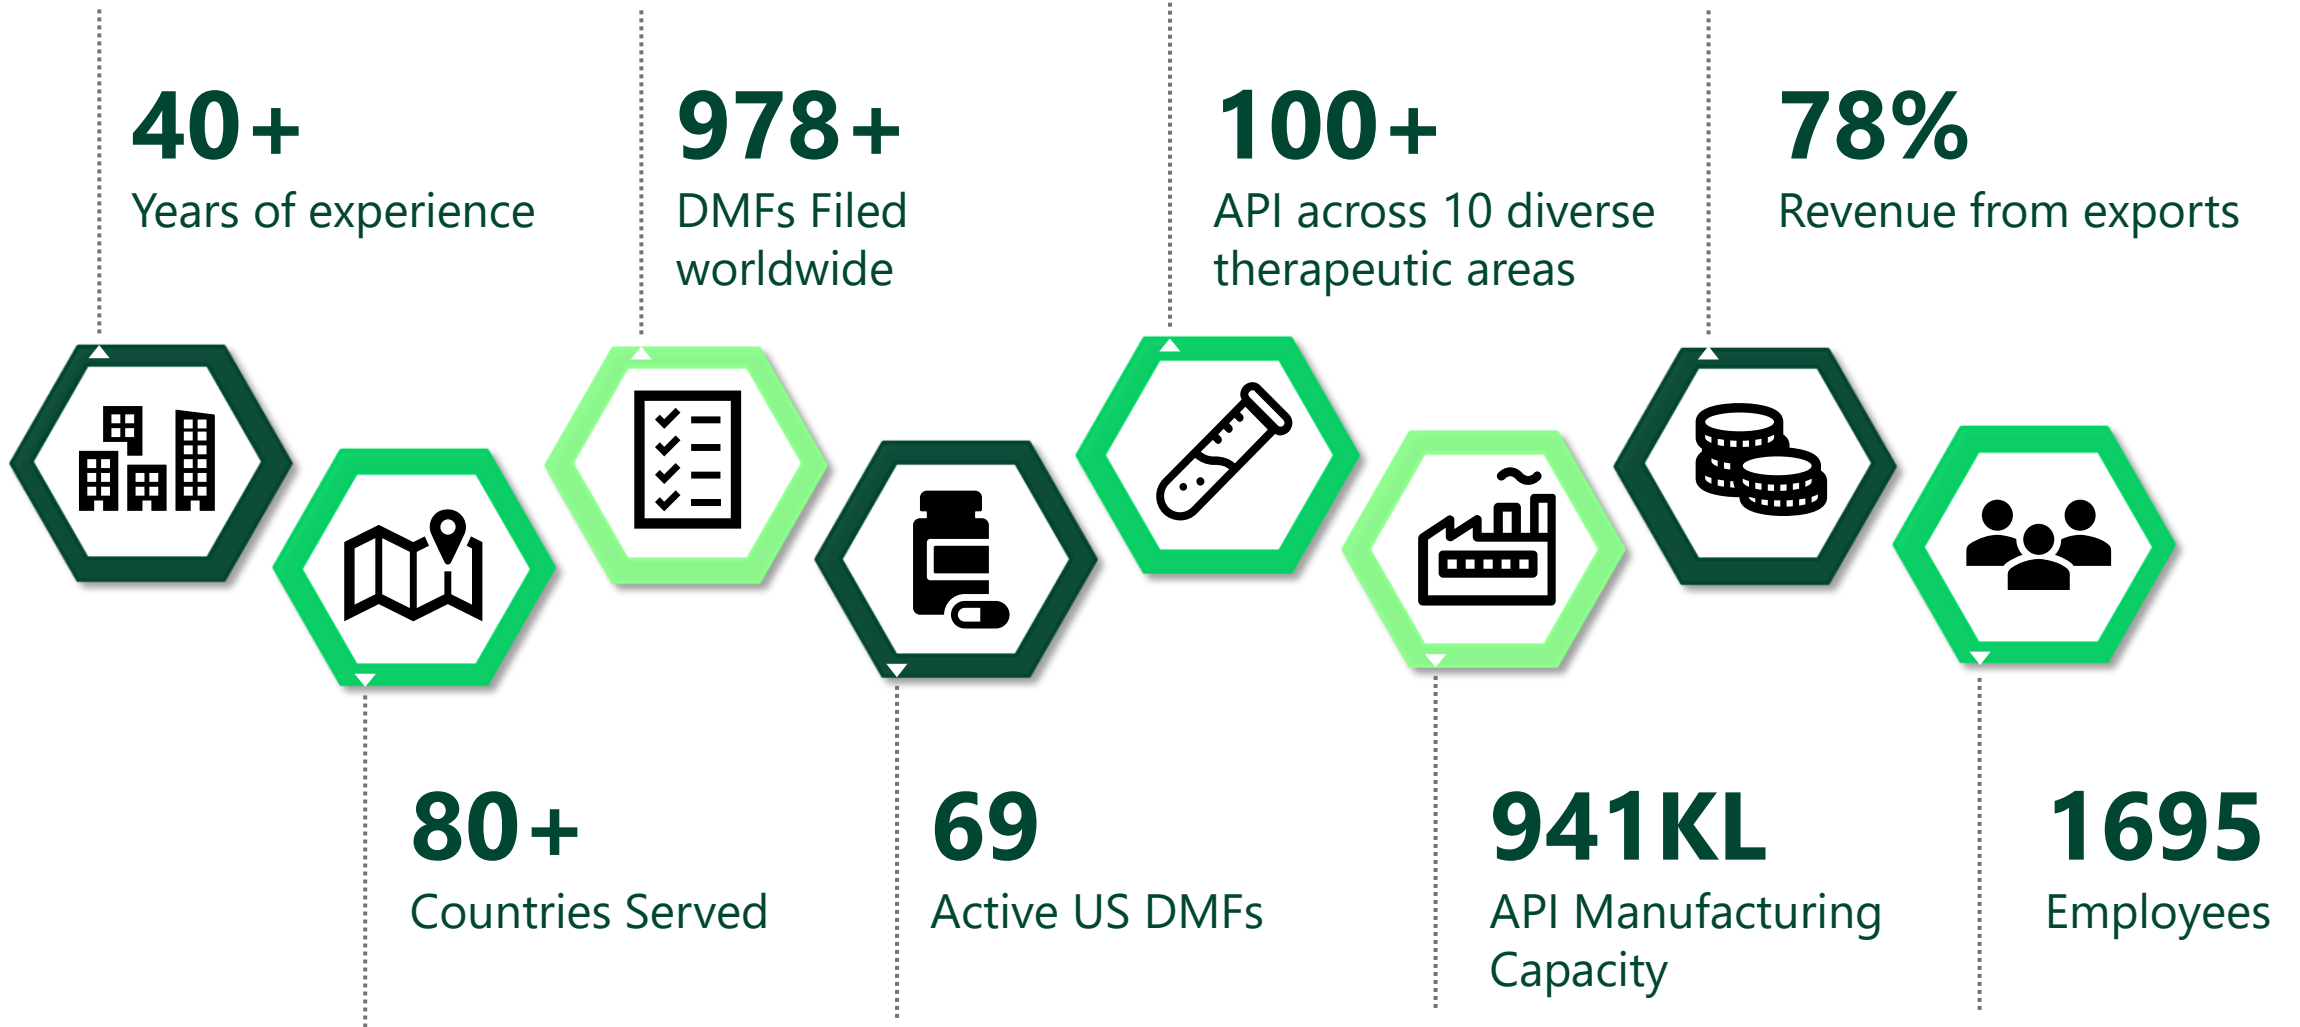 40+
Years of experience
978+
DMFs Filed
worldwide
100+
API across 10 diverse
therapeutic areas
78%
Revenue from exports
80+
Countries Served
69
Active US DMFs
941KL
API Manufacturing
Capacity
1695
Employees